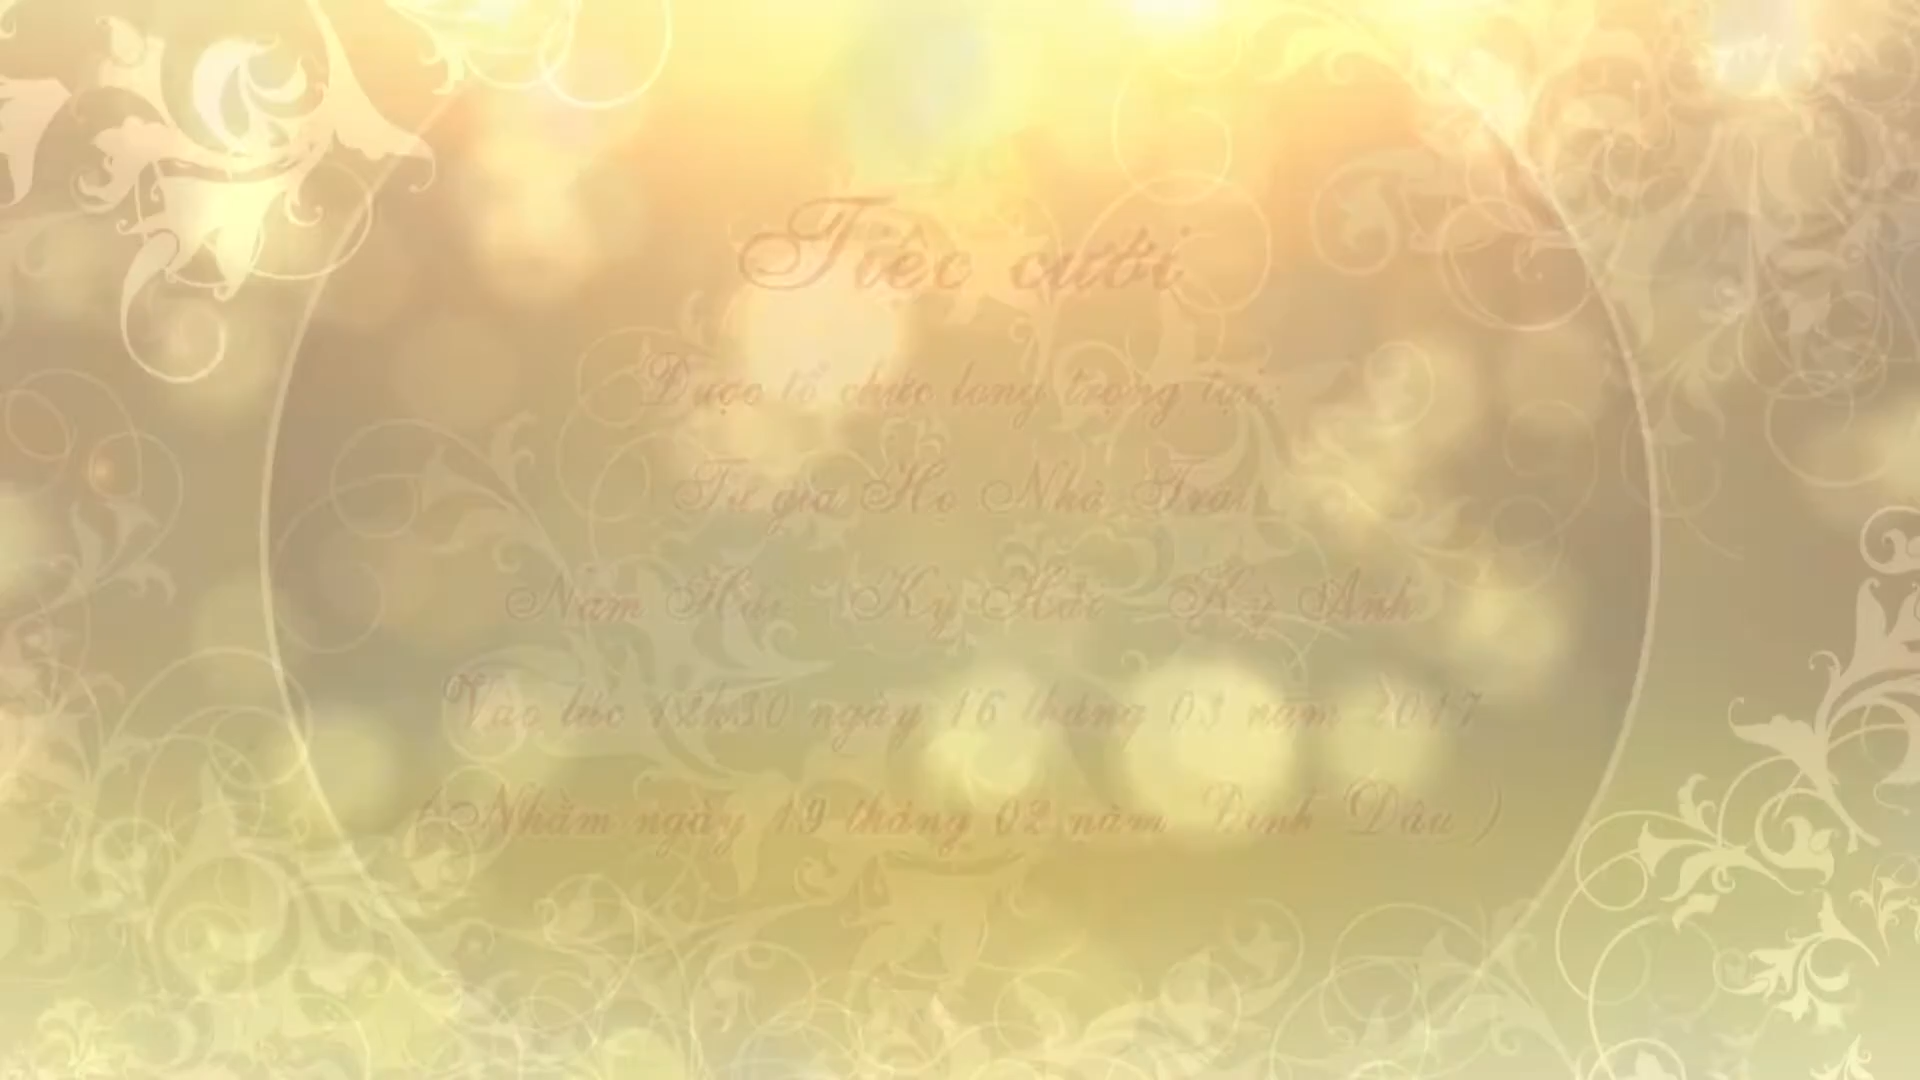 Tiệc cưới
Được tổ chức long trọng tại:
Tư gia Họ Nhà Trai
Nam Hải - Kỳ Hải - Kỳ Anh
Vào lúc 12h30 ngày 16 tháng 03 năm 2017
( Nhằm ngày 19 tháng 02 năm Đinh Dậu )